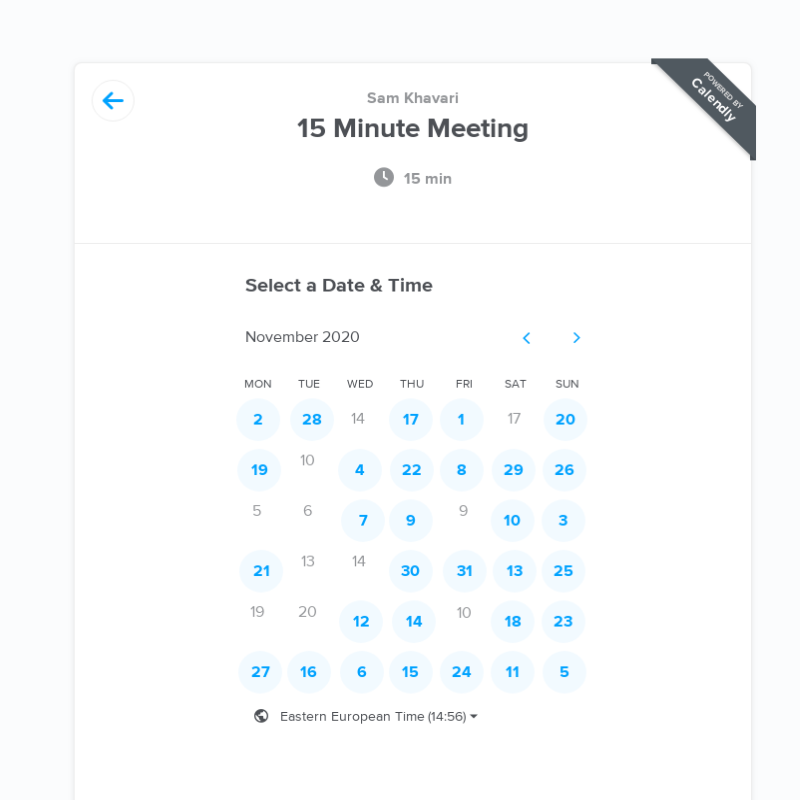 POWERED BY
Calendly
Sam Khavari
15 Minute Meeting
15 min
Select a Date & Time
November 2020
MON TUE WED THU FRI SAT SUN
2 28 14 17 1 17 20
19 10 4 22 8 29 26
5 6 7 9 9 10 3
21 13 14 30 31 13 25
19 20 12 14 10 18 23
27 16 6 15 24 11 5
Eastern European Time (14:56)